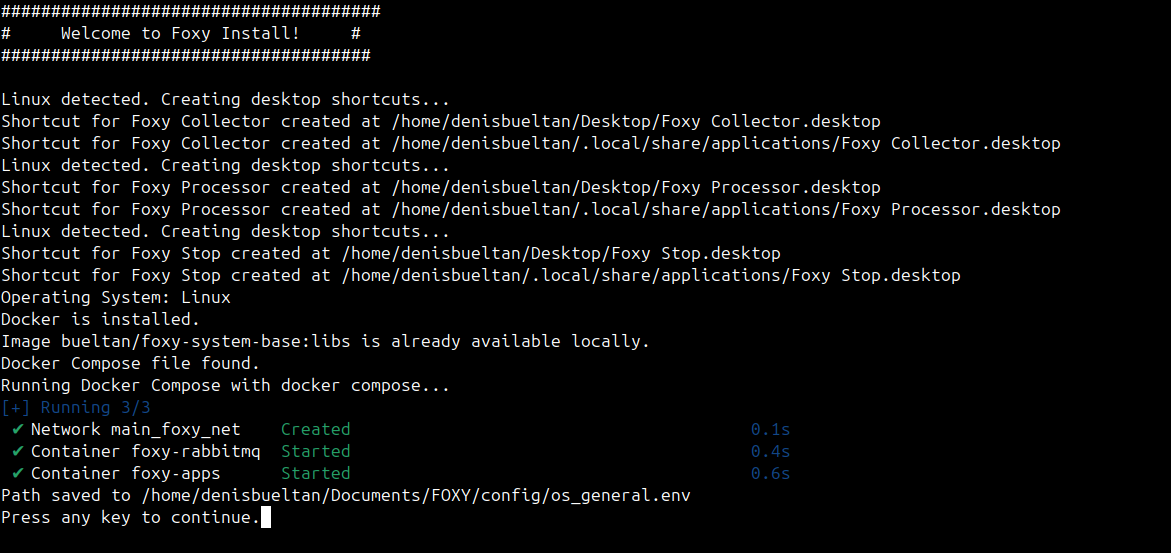 ######################################
#     Welcome to Foxy Install!     #
#####################################
Linux detected. Creating desktop shortcuts...
Shortcut for Foxy Collector created at /home/denisbueltan/Desktop/Foxy Collector.desktop
Shortcut for Foxy Collector created at /home/denisbueltan/.local/share/applications/Foxy Collector.desktop
Linux detected. Creating desktop shortcuts...
Shortcut for Foxy Processor created at /home/denisbueltan/Desktop/Foxy Processor.desktop
Shortcut for Foxy Processor created at /home/denisbueltan/.local/share/applications/Foxy Processor.desktop
Linux detected. Creating desktop shortcuts...
Shortcut for Foxy Stop created at /home/denisbueltan/Desktop/Foxy Stop.desktop
Shortcut for Foxy Stop created at /home/denisbueltan/.local/share/applications/Foxy Stop.desktop
Operating System: Linux
Docker is installed.
Image bueltan/foxy-system-base:libs is already available locally.
Docker Compose file found.
Running Docker Compose with docker compose...
[+] Running 3/3
✔ Network main_foxy_net    Created    0.1s
✔ Container foxy-rabbitmq  Started    0.4s
✔ Container foxy-apps      Started    0.6s
Path saved to /home/denisbueltan/Documents/FOXY/config/os_general.env
Press any key to continue.